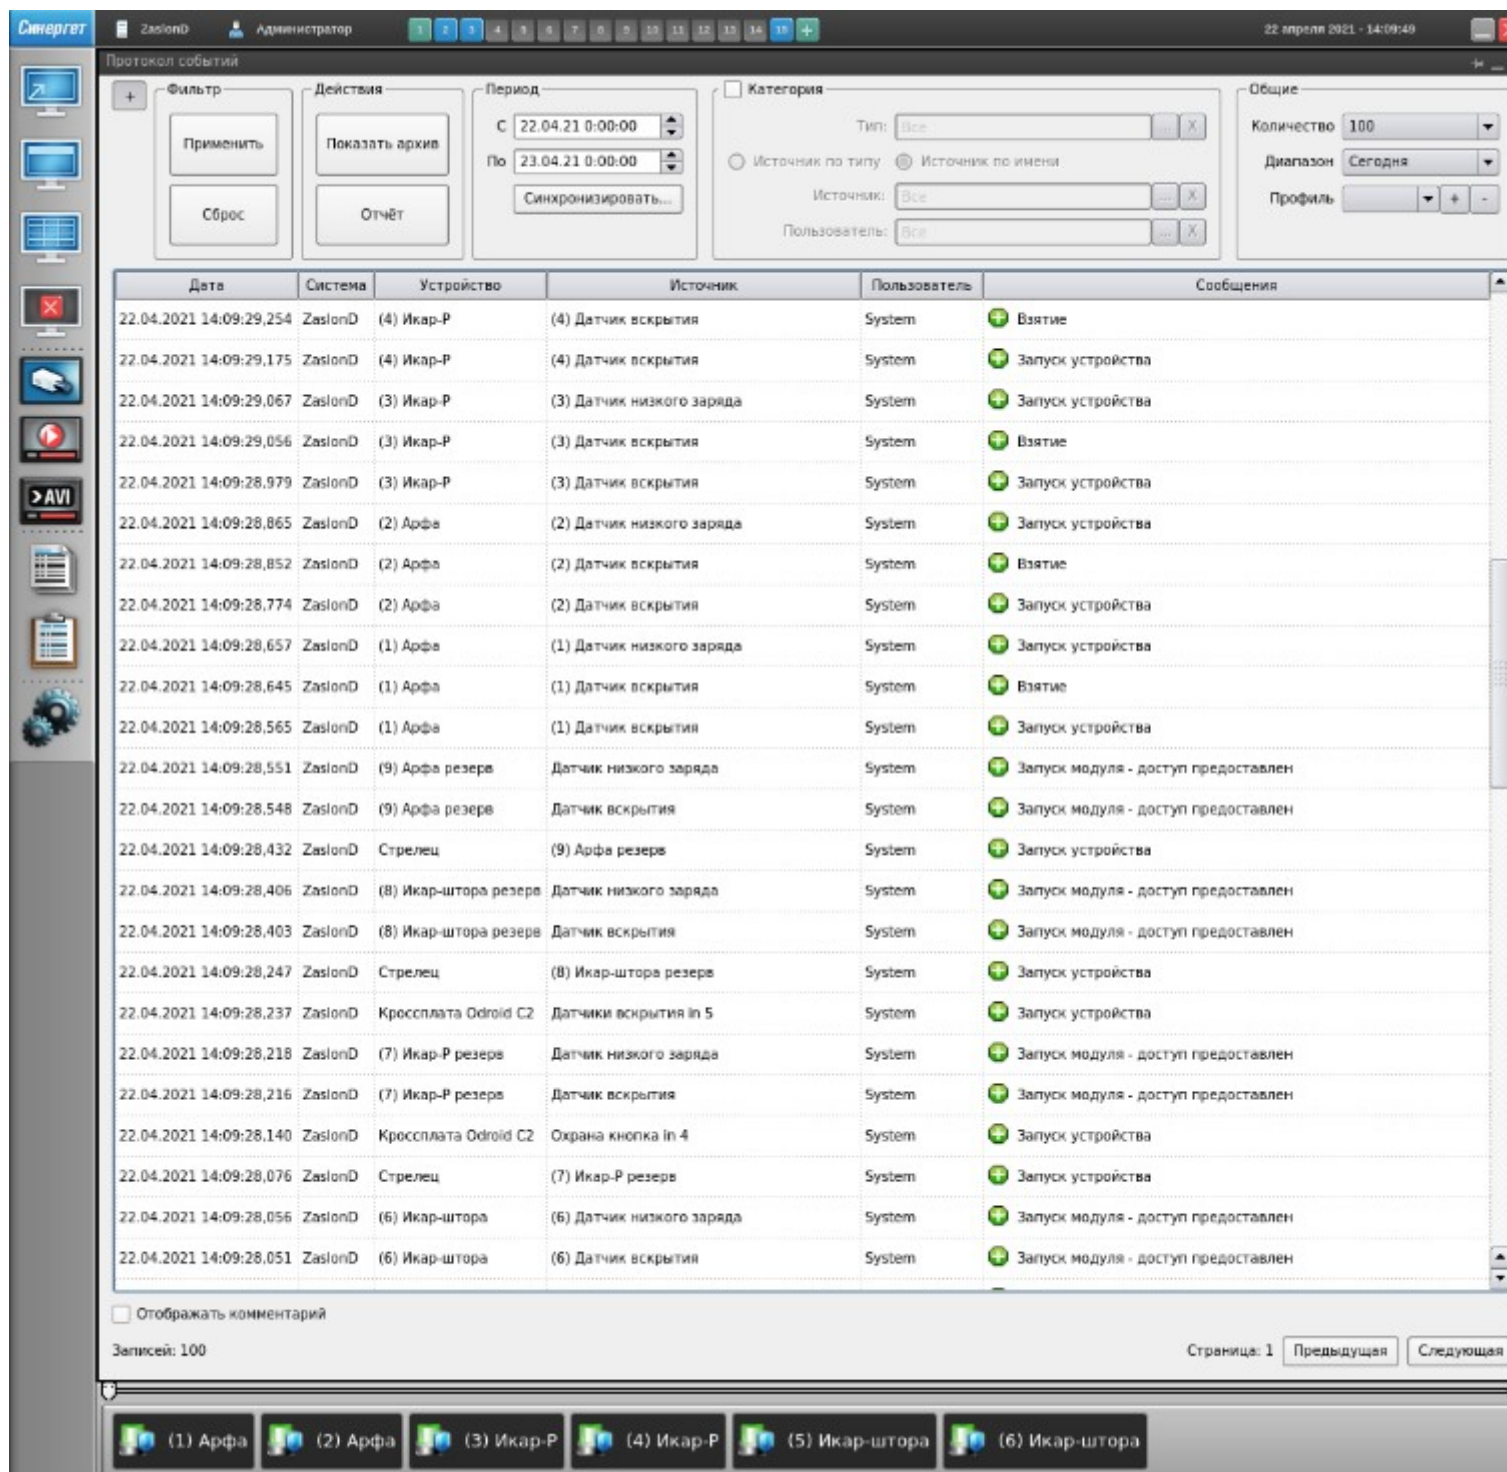 Синергет ZaslonD Администратор 1 2 3 4 5 6 7 8 9 10 11 12 13 14 15 + 22 апреля 2021 - 14:09:49
Протокол событий
+ Фильтр Действия Период Категория Общие
Применить Показать архив С 22.04.21 0:00:00 Тип: Все ... X Количество 100
По 23.04.21 0:00:00 Источник по типу Источник по имени Диапазон Сегодня
Сброс Отчёт Синхронизировать... Источник: Все ... X Профиль + -
Пользователь: Все ... X
Дата Система Устройство Источник Пользователь Сообщения
22.04.2021 14:09:29,254 ZaslonD (4) Икар-Р (4) Датчик вскрытия System Взятие
22.04.2021 14:09:29,175 ZaslonD (4) Икар-Р (4) Датчик вскрытия System Запуск устройства
22.04.2021 14:09:29,067 ZaslonD (3) Икар-Р (3) Датчик низкого заряда System Запуск устройства
22.04.2021 14:09:29,056 ZaslonD (3) Икар-Р (3) Датчик вскрытия System Взятие
22.04.2021 14:09:28,979 ZaslonD (3) Икар-Р (3) Датчик вскрытия System Запуск устройства
22.04.2021 14:09:28,865 ZaslonD (2) Арфа (2) Датчик низкого заряда System Запуск устройства
22.04.2021 14:09:28,852 ZaslonD (2) Арфа (2) Датчик вскрытия System Взятие
22.04.2021 14:09:28,774 ZaslonD (2) Арфа (2) Датчик вскрытия System Запуск устройства
22.04.2021 14:09:28,657 ZaslonD (1) Арфа (1) Датчик низкого заряда System Запуск устройства
22.04.2021 14:09:28,645 ZaslonD (1) Арфа (1) Датчик вскрытия System Взятие
22.04.2021 14:09:28,565 ZaslonD (1) Арфа (1) Датчик вскрытия System Запуск устройства
22.04.2021 14:09:28,551 ZaslonD (9) Арфа резерв Датчик низкого заряда System Запуск модуля - доступ предоставлен
22.04.2021 14:09:28,548 ZaslonD (9) Арфа резерв Датчик вскрытия System Запуск модуля - доступ предоставлен
22.04.2021 14:09:28,432 ZaslonD Стрелец (9) Арфа резерв System Запуск устройства
22.04.2021 14:09:28,406 ZaslonD (8) Икар-штора резерв Датчик низкого заряда System Запуск модуля - доступ предоставлен
22.04.2021 14:09:28,403 ZaslonD (8) Икар-штора резерв Датчик вскрытия System Запуск модуля - доступ предоставлен
22.04.2021 14:09:28,247 ZaslonD Стрелец (8) Икар-штора резерв System Запуск устройства
22.04.2021 14:09:28,237 ZaslonD Кроссплата Odroid C2 Датчики вскрытия in 5 System Запуск устройства
22.04.2021 14:09:28,218 ZaslonD (7) Икар-Р резерв Датчик низкого заряда System Запуск модуля - доступ предоставлен
22.04.2021 14:09:28,216 ZaslonD (7) Икар-Р резерв Датчик вскрытия System Запуск модуля - доступ предоставлен
22.04.2021 14:09:28,140 ZaslonD Кроссплата Odroid C2 Охрана кнопка in 4 System Запуск устройства
22.04.2021 14:09:28,076 ZaslonD Стрелец (7) Икар-Р резерв System Запуск устройства
22.04.2021 14:09:28,056 ZaslonD (6) Икар-штора (6) Датчик низкого заряда System Запуск модуля - доступ предоставлен
22.04.2021 14:09:28,051 ZaslonD (6) Икар-штора (6) Датчик вскрытия System Запуск модуля - доступ предоставлен
>AVI
Отображать комментарий
Записей: 100 Страница: 1 Предыдущая Следующая
(1) Арфа (2) Арфа (3) Икар-Р (4) Икар-Р (5) Икар-штора (6) Икар-штора